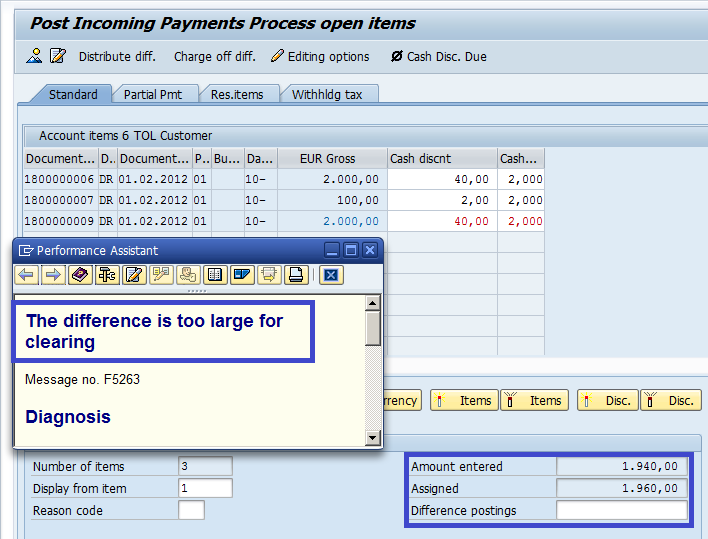 Post Incoming Payments Process open items
Distribute diff. Charge off diff. Editing options Cash Disc. Due
Standard Partial Pmt Res.items Withhldg tax
Account items 6 TOL Customer
Document... D.. Document... P.. Bu... Da... EUR Gross Cash discnt Cash...
1800000006 DR 01.02.2012 01 10- 2.000,00 40,00 2,000
1800000007 DR 01.02.2012 01 10- 100,00 2,00 2,000
1800000009 DR 01.02.2012 01 10- 2.000,00 40,00 2,000
Performance Assistant
The difference is too large for
clearing
Message no. F5263
Diagnosis
rrency Items Items Disc. Disc.
Number of items 3
Display from item 1
Reason code
Amount entered 1.940,00
Assigned 1.960,00
Difference postings